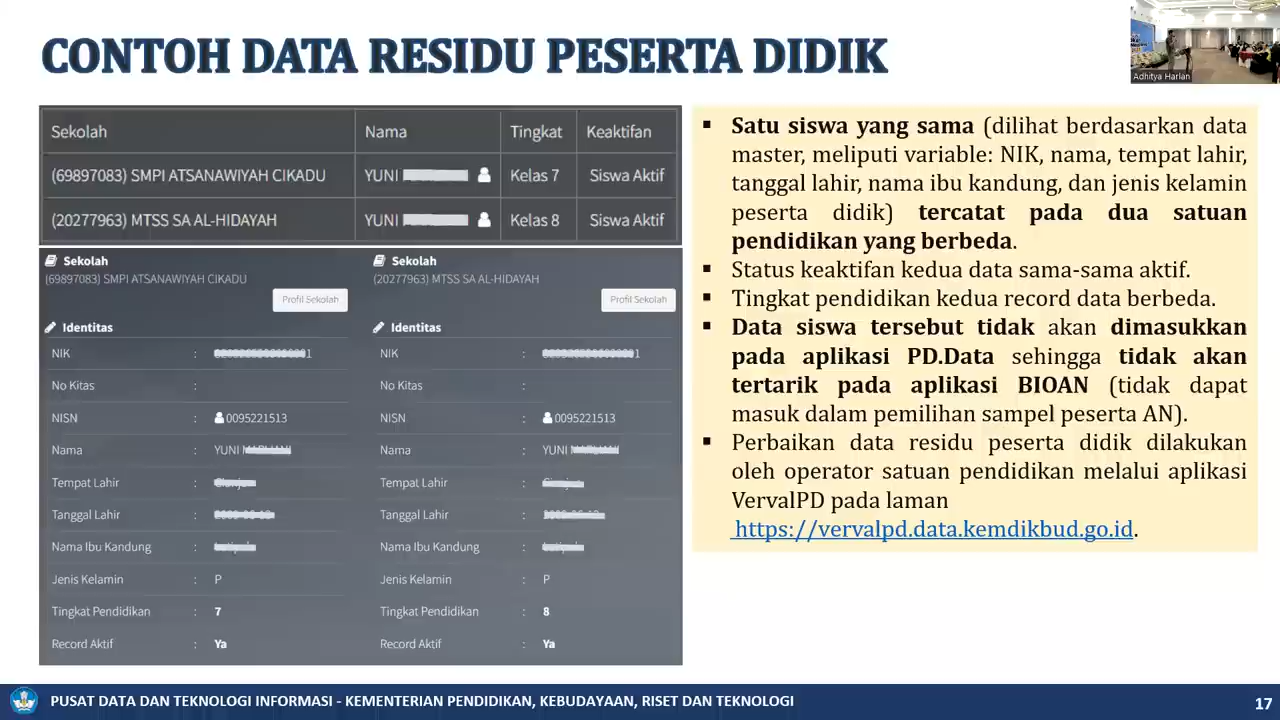 CONTOH DATA RESIDU PESERTA DIDIK
Adhitya Harlan
Sekolah Nama Tingkat Keaktifan
(69897083) SMPI ATSANAWIYAH CIKADU YUNI Kelas 7 Siswa Aktif
(20277963) MTSS SA AL-HIDAYAH YUNI Kelas 8 Siswa Aktif
Sekolah
(69897083) SMPI ATSANAWIYAH CIKADU
Profil Sekolah
Identitas
NIK :
No Kitas :
NISN : 0095221513
Nama : YUNI
Tempat Lahir :
Tanggal Lahir :
Nama Ibu Kandung :
Jenis Kelamin : P
Tingkat Pendidikan : 7
Record Aktif : Ya
Sekolah
(20277963) MTSS SA AL-HIDAYAH
Profil Sekolah
Identitas
NIK :
No Kitas :
NISN : 0095221513
Nama : YUNI
Tempat Lahir :
Tanggal Lahir :
Nama Ibu Kandung :
Jenis Kelamin : P
Tingkat Pendidikan : 8
Record Aktif : Ya
▪ Satu siswa yang sama (dilihat berdasarkan data
master, meliputi variable: NIK, nama, tempat lahir,
tanggal lahir, nama ibu kandung, dan jenis kelamin
peserta didik) tercatat pada dua satuan
pendidikan yang berbeda.
▪ Status keaktifan kedua data sama-sama aktif.
▪ Tingkat pendidikan kedua record data berbeda.
▪ Data siswa tersebut tidak akan dimasukkan
pada aplikasi PD.Data sehingga tidak akan
tertarik pada aplikasi BIOAN (tidak dapat
masuk dalam pemilihan sampel peserta AN).
▪ Perbaikan data residu peserta didik dilakukan
oleh operator satuan pendidikan melalui aplikasi
VervalPD pada laman
https://vervalpd.data.kemdikbud.go.id.
PUSAT DATA DAN TEKNOLOGI INFORMASI - KEMENTERIAN PENDIDIKAN, KEBUDAYAAN, RISET DAN TEKNOLOGI
17